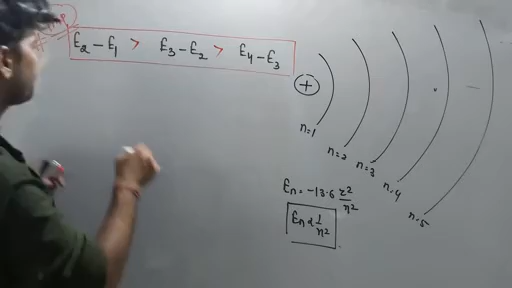 E₂ - E₁ > E₃ - E₂ > E₄ - E₃
+
n=1
n=2
n=3
n=4
n=5
Eₙ = -13.6 z²/n²
Eₙ α 1/n²